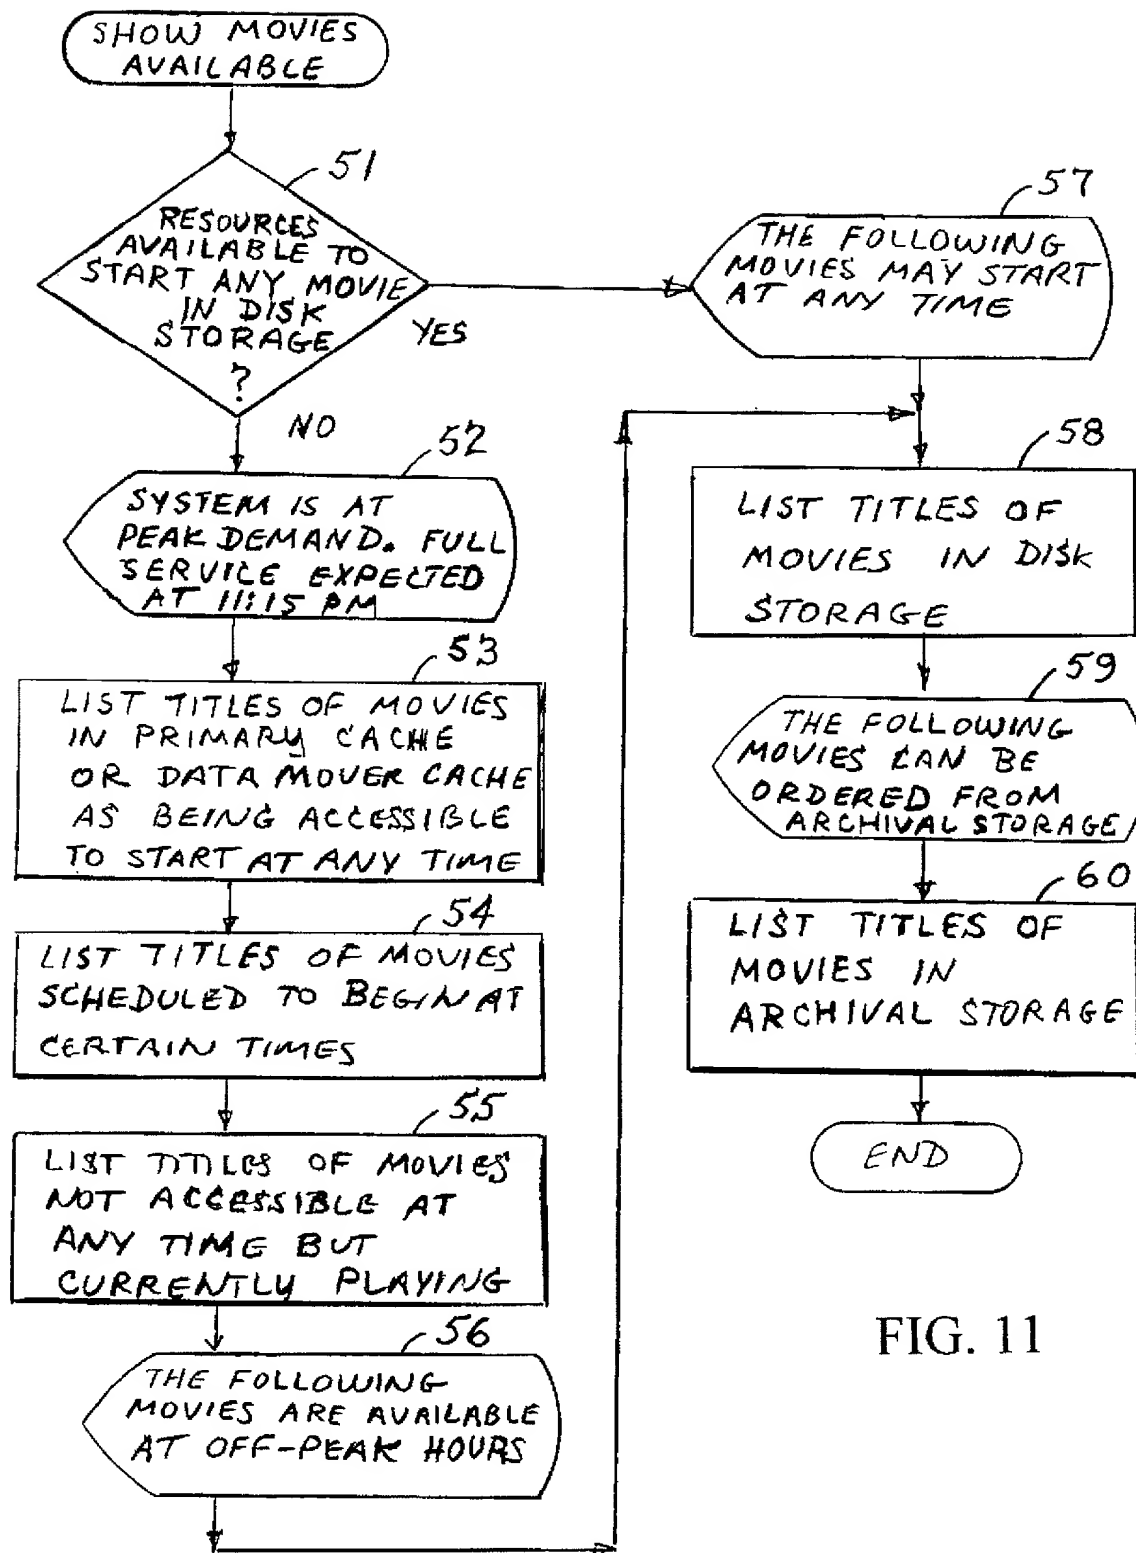 SHOW MOVIES
AVAILABLE
51
RESOURCES
AVAILABLE TO
START ANY MOVIE
IN DISK
STORAGE
?
YES
NO
52
SYSTEM IS AT
PEAK DEMAND. FULL
SERVICE EXPECTED
AT 11:15 PM
53
LIST TITLES OF MOVIES
IN PRIMARY CACHE
OR DATA MOVER CACHE
AS BEING ACCESSIBLE
TO START AT ANY TIME
54
LIST TITLES OF MOVIES
SCHEDULED TO BEGIN AT
CERTAIN TIMES
55
LIST TITLES OF MOVIES
NOT ACCESSIBLE AT
ANY TIME BUT
CURRENTLY PLAYING
56
THE FOLLOWING
MOVIES ARE AVAILABLE
AT OFF-PEAK HOURS
57
THE FOLLOWING
MOVIES MAY START
AT ANY TIME
58
LIST TITLES OF
MOVIES IN DISK
STORAGE
59
THE FOLLOWING
MOVIES CAN BE
ORDERED FROM
ARCHIVAL STORAGE
60
LIST TITLES OF
MOVIES IN
ARCHIVAL STORAGE
END
FIG. 11